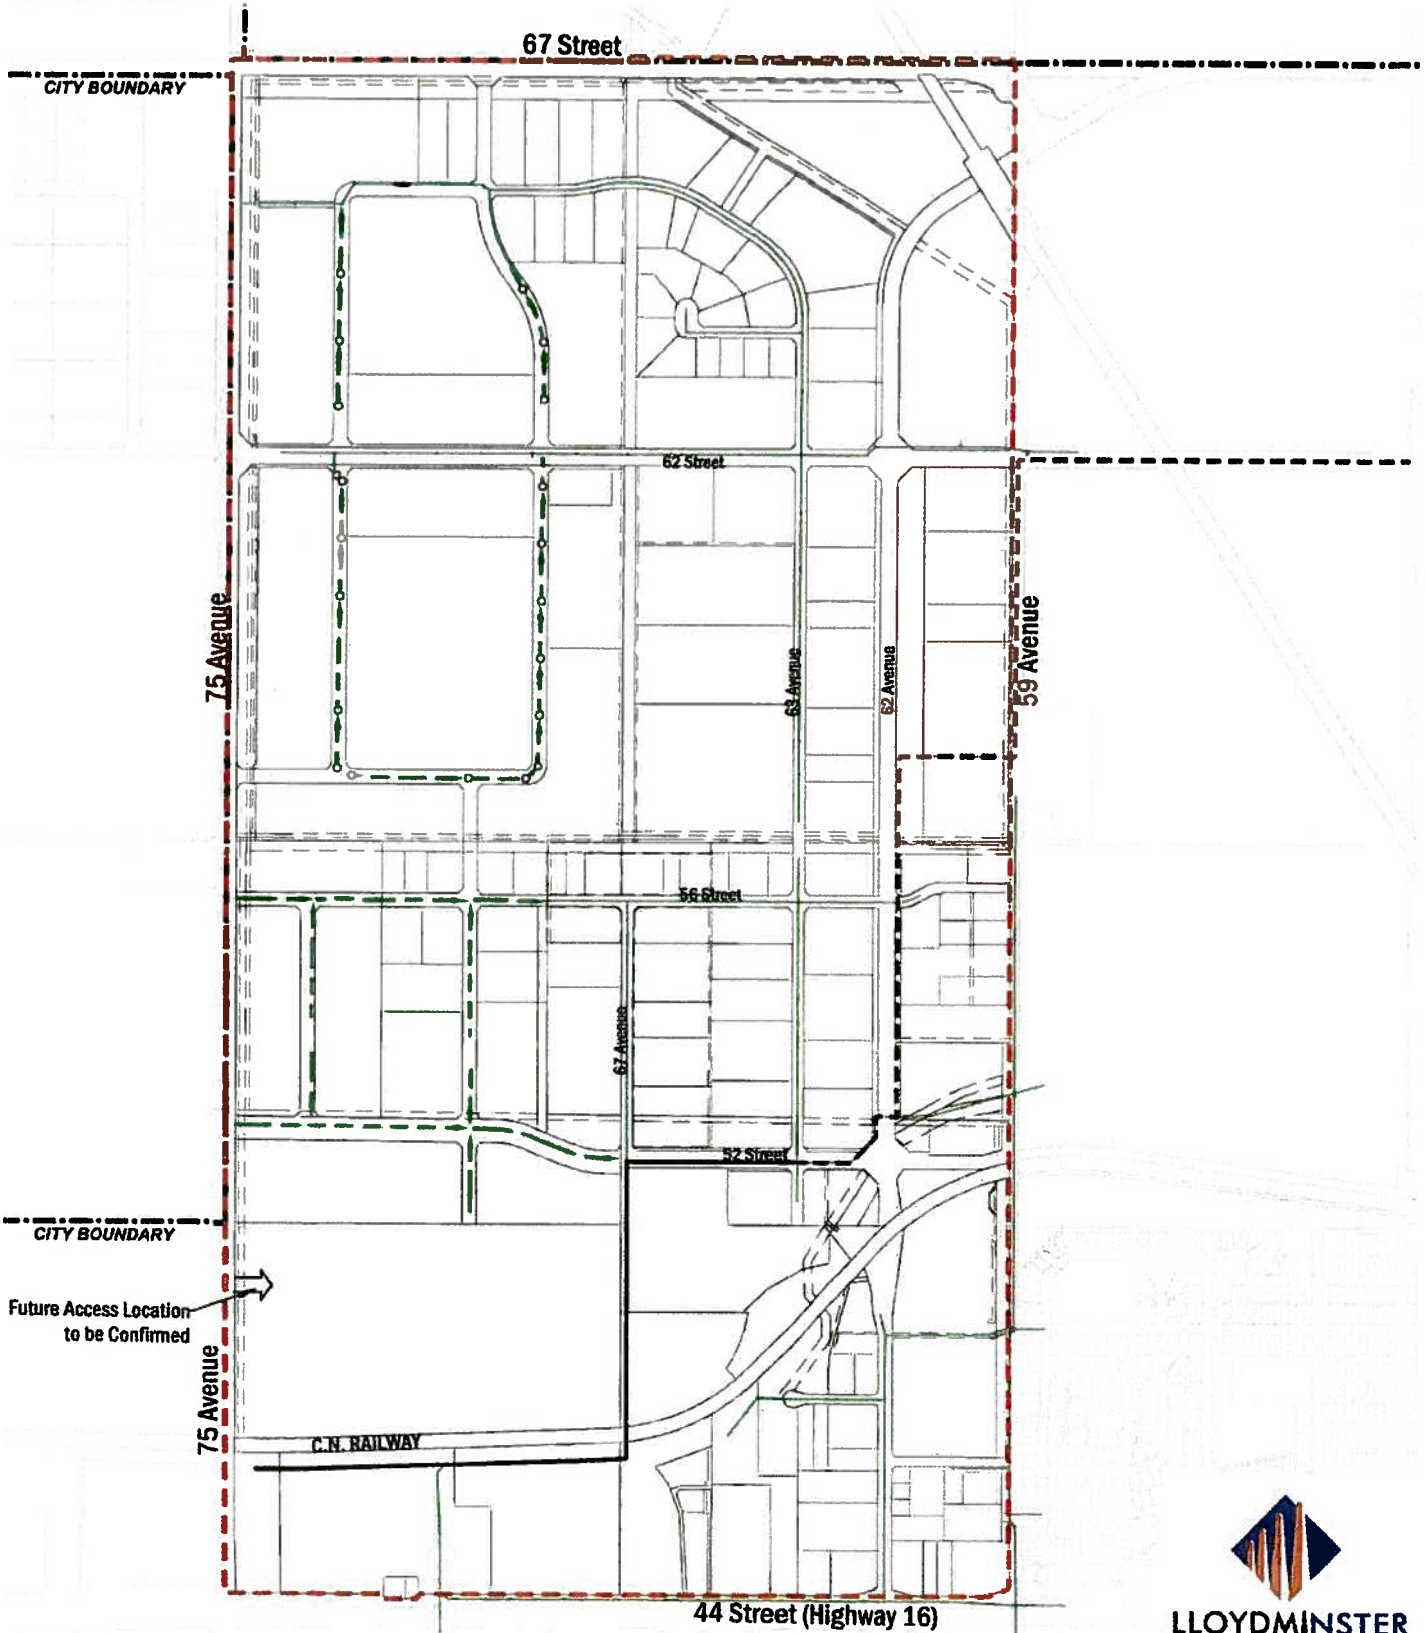 67 Street
CITY BOUNDARY
62 Street
75 Avenue
63 Avenue
62 Avenue
59 Avenue
56 Street
67 Avenue
52 Street
CITY BOUNDARY
Future Access Location
to be Confirmed
75 Avenue
C.N. RAILWAY
44 Street (Highway 16)
LLOYDMINSTER